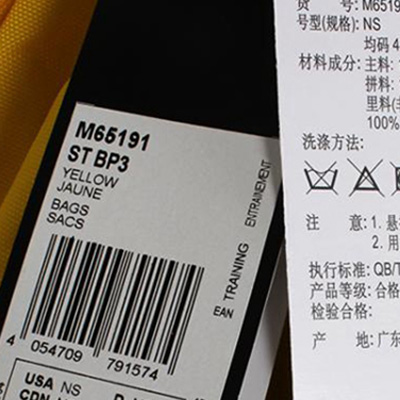 M65191
ST BP3
YELLOW
JAUNE
BAGS
SACS
TRAINING
ENTRAINEMENT
EAN
4 054709 791574
USA NS
号: M6519
号型(规格): NS
均码 4
材料成分: 主料:
拼料:
里料(
100%
洗涤方法:
注 意: 1. 悬
2. 用
执行标准: QB/T
产品等级: 合格
检验合格:
产 地: 广东